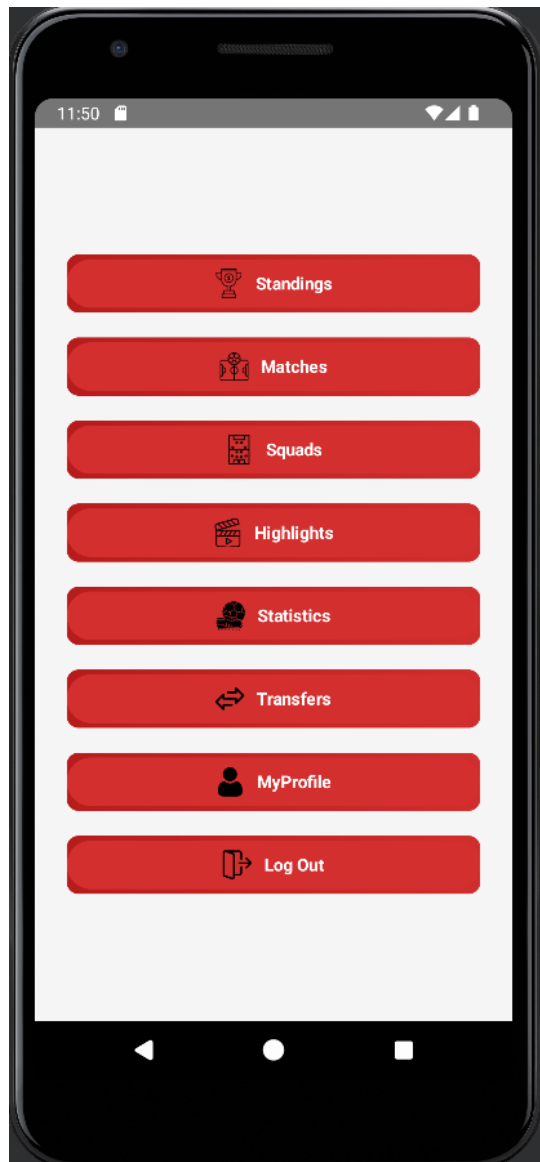 11:50
Standings
Matches
Squads
Highlights
Statistics
Transfers
MyProfile
Log Out